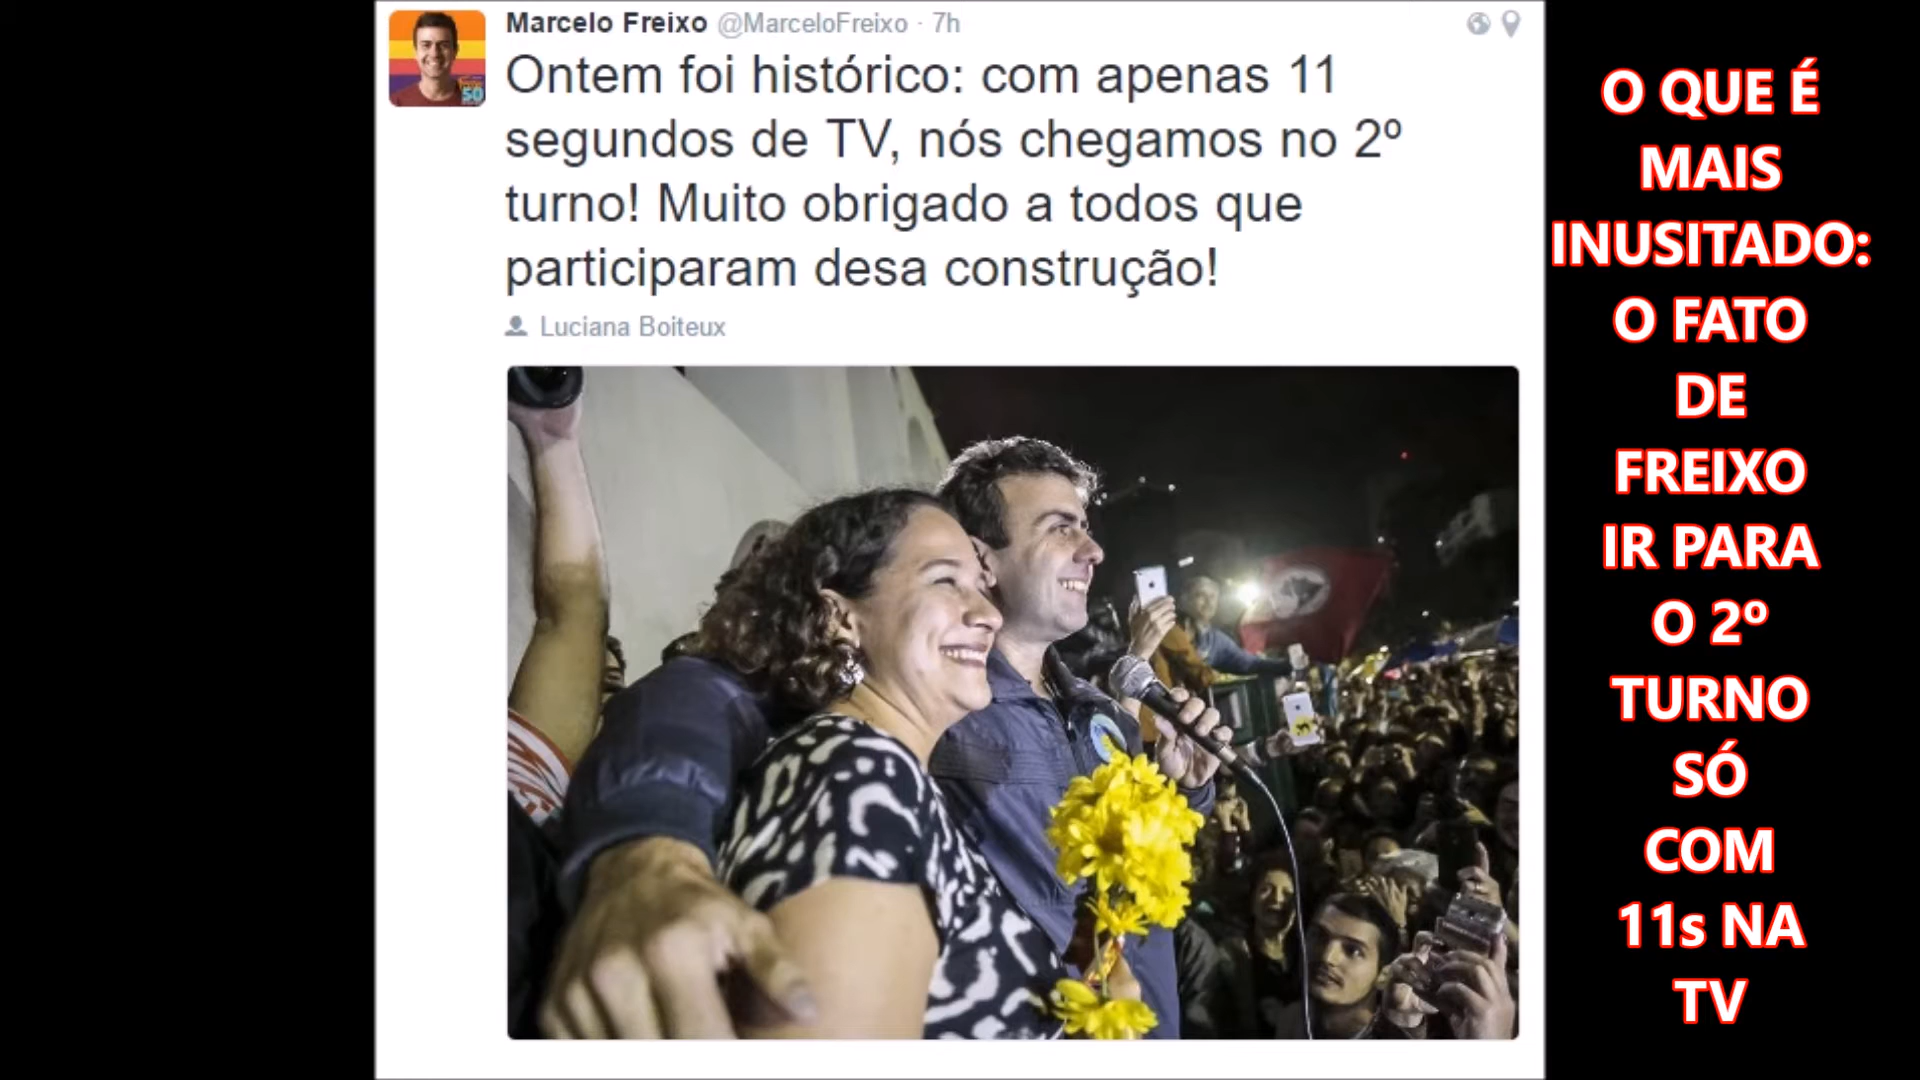 Marcelo Freixo @MarceloFreixo · 7h
Ontem foi histórico: com apenas 11
segundos de TV, nós chegamos no 2º
turno! Muito obrigado a todos que
participaram desa construção!
Luciana Boiteux
50
O QUE É
MAIS
INUSITADO:
O FATO
DE
FREIXO
IR PARA
O 2º
TURNO
SÓ
COM
11s NA
TV